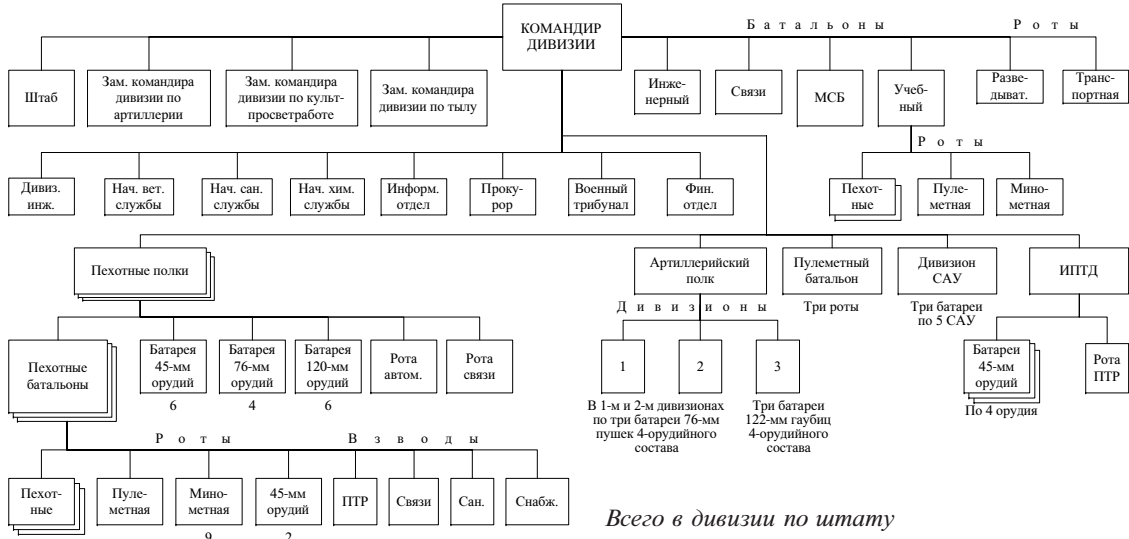 КОМАНДИР
ДИВИЗИИ
Батальоны
Роты
Штаб
Зам. командира
дивизии по
артиллерии
Зам. командира
дивизии по культ-
просветработе
Зам. командира
дивизии по тылу
Инже-
нерный
Связи
МСБ
Учеб-
ный
Разве-
дыват.
Транс-
портная
Роты
Дивиз.
инж.
Нач. вет.
службы
Нач. сан.
службы
Нач. хим.
службы
Информ.
отдел
Проку-
рор
Военный
трибунал
Фин.
отдел
Пехот-
ные
Пуле-
метная
Мино-
метная
Пехотные полки
Артиллерийский
полк
Пулеметный
батальон
Дивизион
САУ
ИПТД
Дивизионы
Три роты
Три батареи
по 5 САУ
Пехотные
батальоны
Батарея
45-мм
орудий
Батарея
76-мм
орудий
Батарея
120-мм
орудий
Рота
автом.
Рота
связи
6
4
6
1
2
3
Батареи
45-мм
орудий
Рота
ПТР
По 4 орудия
В 1-м и 2-м дивизионах
по три батареи 76-мм
пушек 4-орудийного
состава
Три батареи
122-мм гаубиц
4-орудийного
состава
Роты
Взводы
Пехот-
ные
Пуле-
метная
Мино-
метная
45-мм
орудий
ПТР
Связи
Сан.
Снабж.
9
2
Всего в дивизии по штату